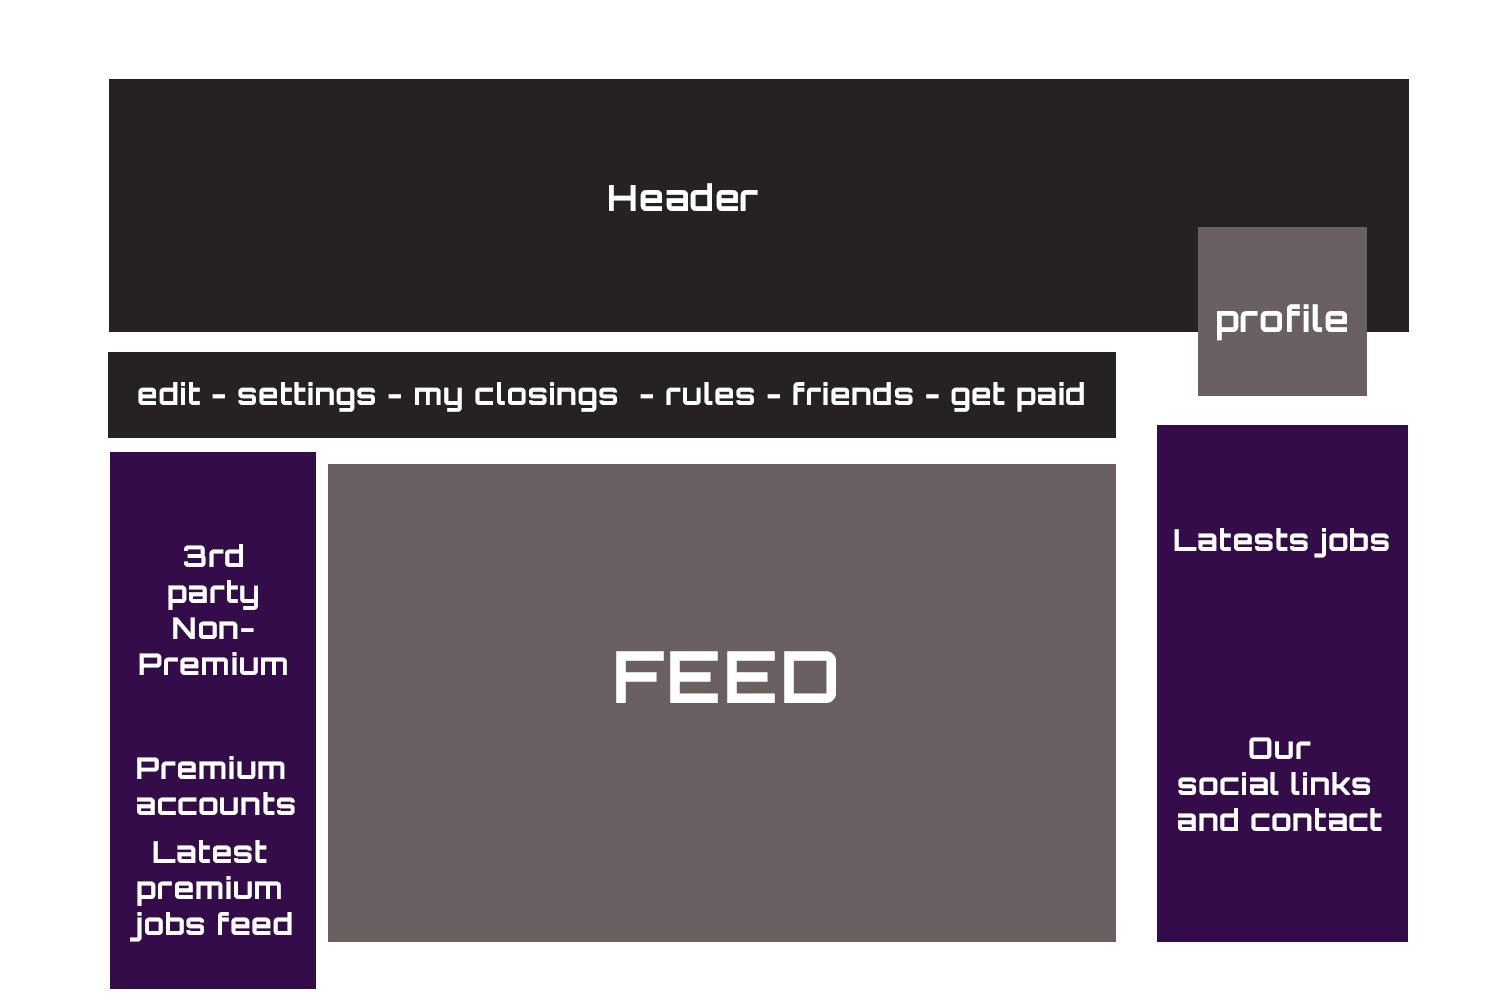 Header
profile
edit - settings - my closings - rules - friends - get paid
3rd
party
Non-
Premium
Premium
accounts
Latest
premium
jobs feed
FEED
Latests jobs
Our
social links
and contact